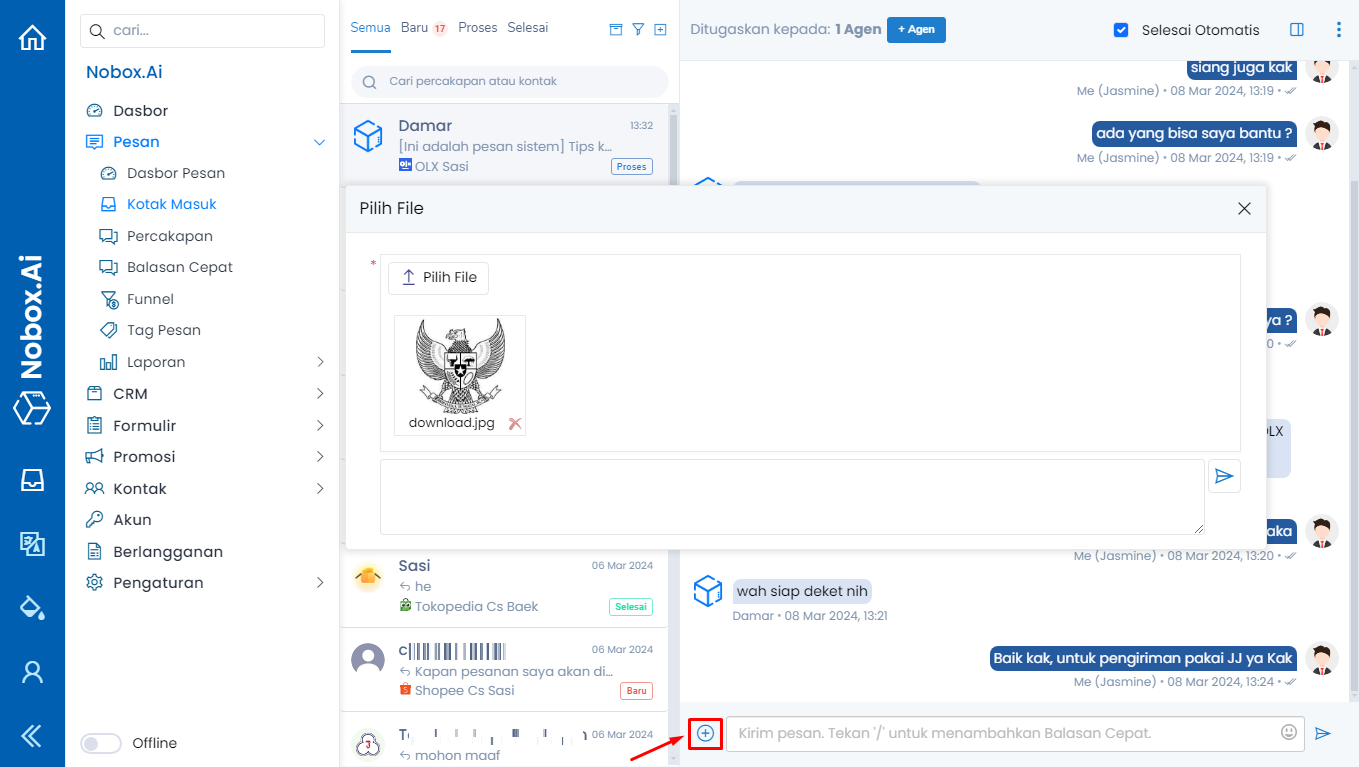 Nobox.Ai
cari...
Nobox.Ai
Dasbor
Pesan
Dasbor Pesan
Kotak Masuk
Percakapan
Balasan Cepat
Funnel
Tag Pesan
Laporan
CRM
Formulir
Promosi
Kontak
Akun
Berlangganan
Pengaturan
Offline
Semua Baru 17 Proses Selesai
Cari percakapan atau kontak
Damar 13:32
[Ini adalah pesan sistem] Tips k...
OLX Sasi Proses
Sasi 06 Mar 2024
he
Tokopedia Cs Baek Selesai
c 06 Mar 2024
Kapan pesanan saya akan di...
Shopee Cs Sasi Baru
06 Mar 2024
mohon maaf
Ditugaskan kepada: 1 Agen + Agen Selesai Otomatis
siang juga kak
Me (Jasmine) • 08 Mar 2024, 13:19 •
ada yang bisa saya bantu ?
Me (Jasmine) • 08 Mar 2024, 13:19 •
Pilih File
* Pilih File
download.jpg
ya ?
OLX
aka
Me (Jasmine) • 08 Mar 2024, 13:20 •
wah siap deket nih
Damar • 08 Mar 2024, 13:21
Baik kak, untuk pengiriman pakai JJ ya Kak
Me (Jasmine) • 08 Mar 2024, 13:24 •
Kirim pesan. Tekan '/' untuk menambahkan Balasan Cepat.